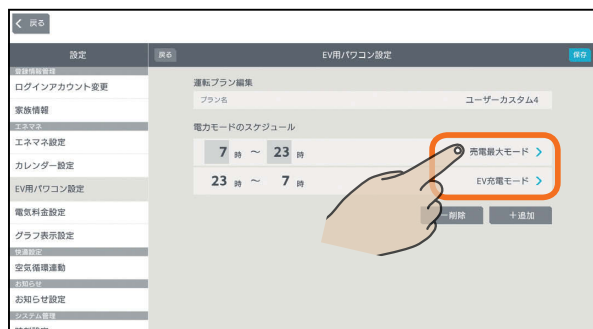 戻る
設定
戻る
EV用パワコン設定
保存
登録情報管理
ログインアカウント変更
家族情報
エネマネ
エネマネ設定
カレンダー設定
EV用パワコン設定
電気料金設定
グラフ表示設定
快適設定
空気循環連動
お知らせ
お知らせ設定
システム管理
運転プラン編集
プラン名 ユーザーカスタム4
電力モードのスケジュール
7 時 ～ 23 時 売電最大モード
23 時 ～ 7 時 EV充電モード
削除 ＋追加